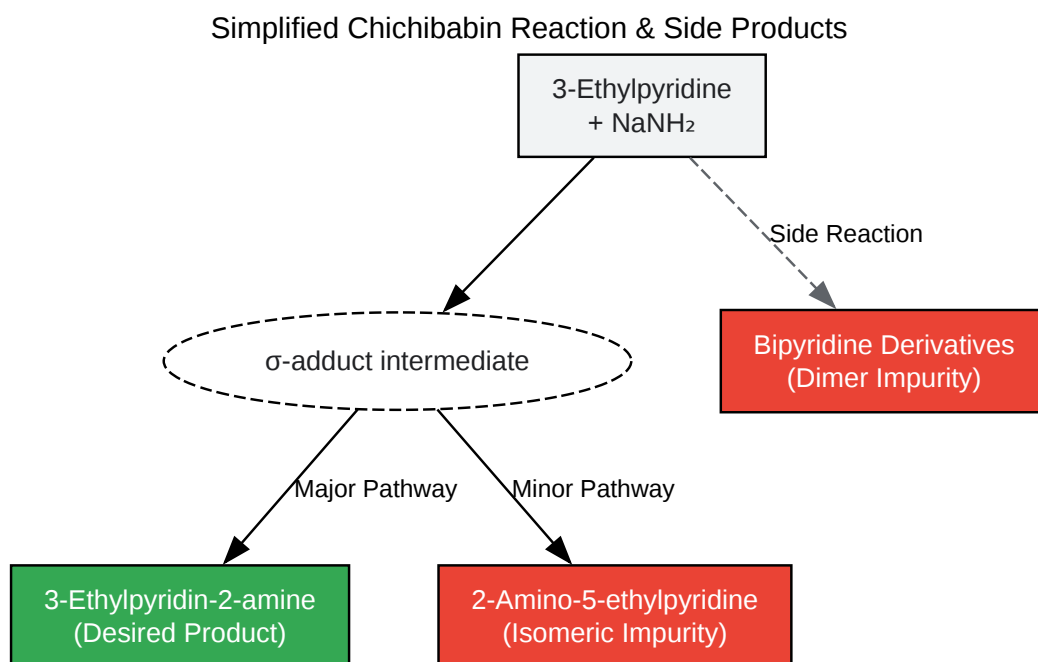 Simplified Chichibabin Reaction & Side Products
3-Ethylpyridine
+ NaNH₂
Side Reaction
σ-adduct intermediate
Bipyridine Derivatives
(Dimer Impurity)
Major Pathway
Minor Pathway
3-Ethylpyridin-2-amine
(Desired Product)
2-Amino-5-ethylpyridine
(Isomeric Impurity)